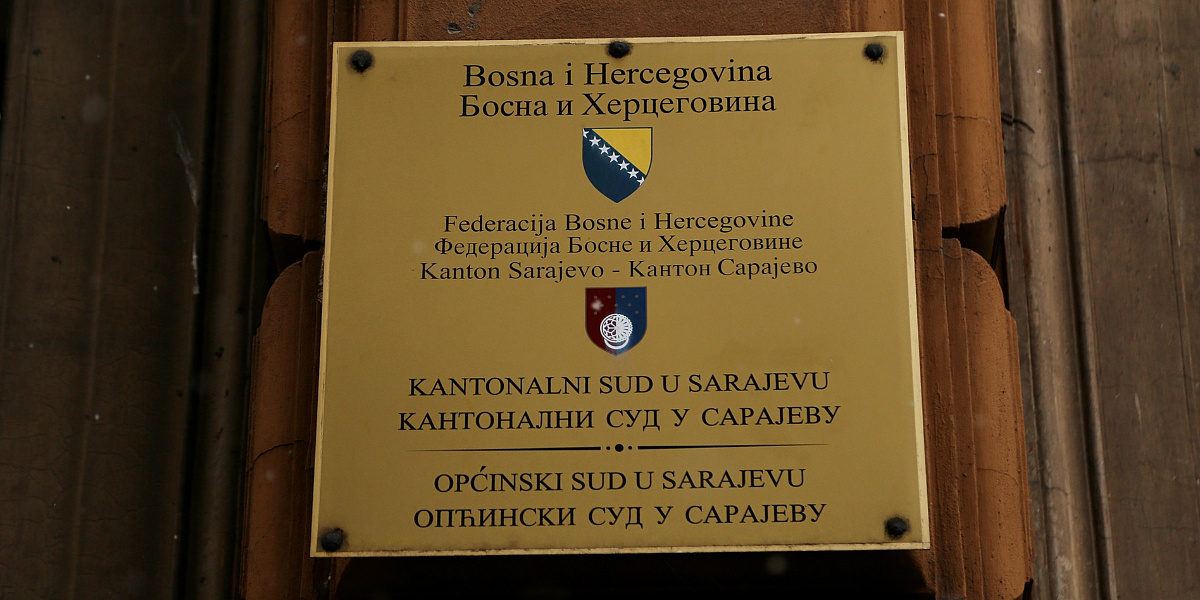 Bosna i Hercegovina
Босна и Херцеговина
Federacija Bosne i Hercegovine
Федерација Босне и Херцеговине
Kanton Sarajevo - Кантон Сарајево
KANTONALNI SUD U SARAJEVU
КАНТОНАЛНИ СУД У САРАЈЕВУ
OPĆINSKI SUD U SARAJEVU
ОПЋИНСКИ СУД У САРАЈЕВУ